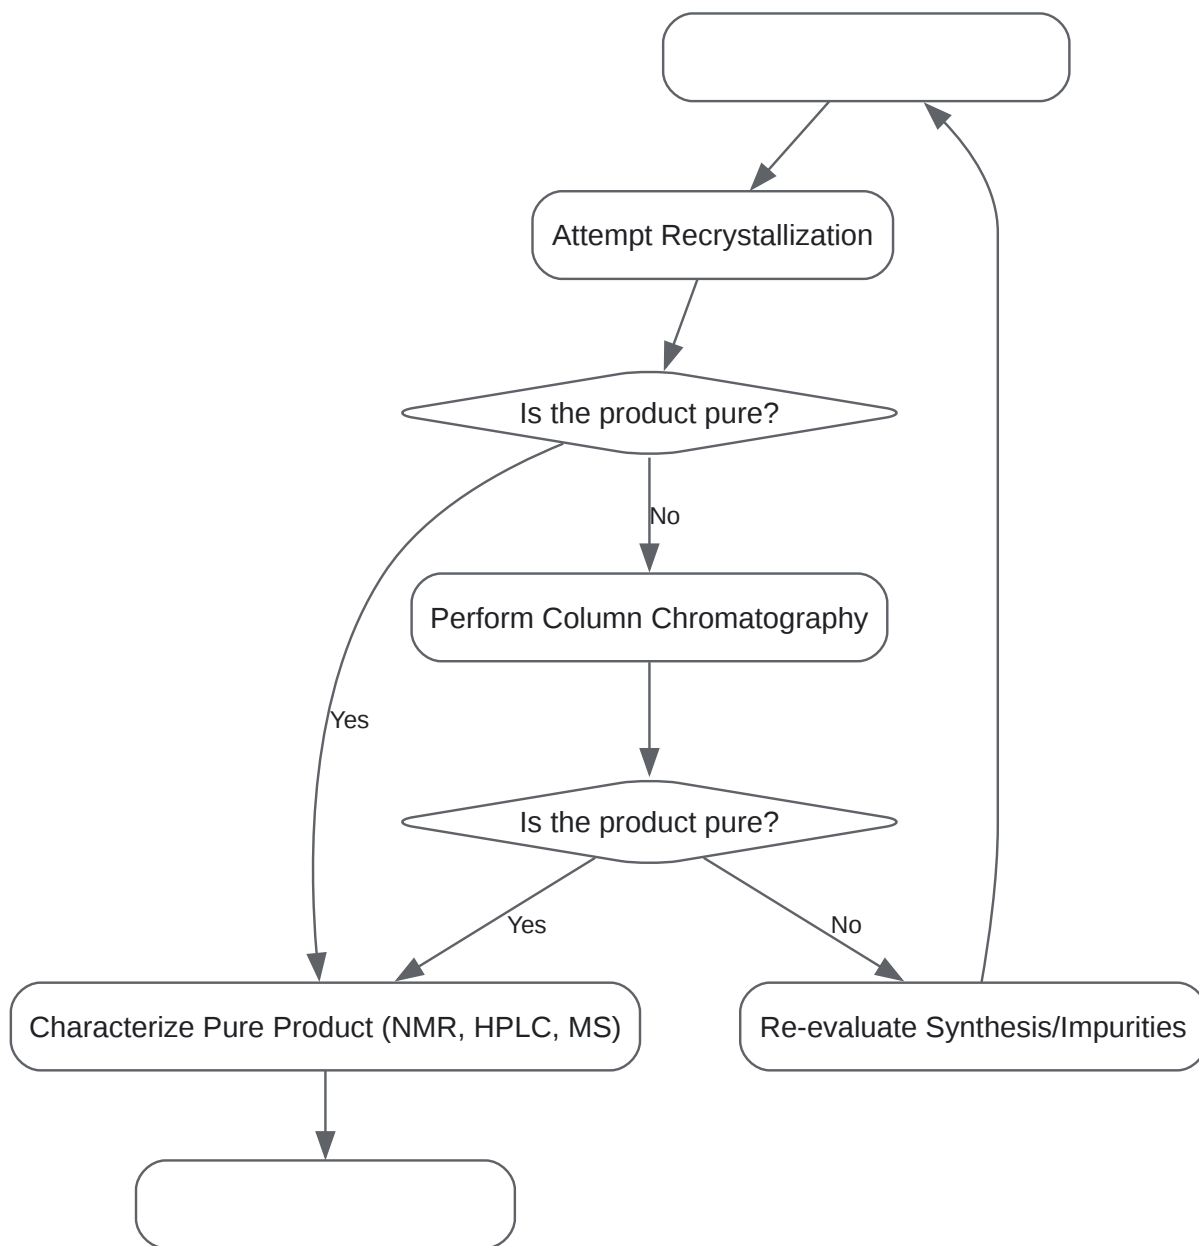 Attempt Recrystallization
Is the product pure?
No
Perform Column Chromatography
Yes
Is the product pure?
Yes
No
Characterize Pure Product (NMR, HPLC, MS)
Re-evaluate Synthesis/Impurities